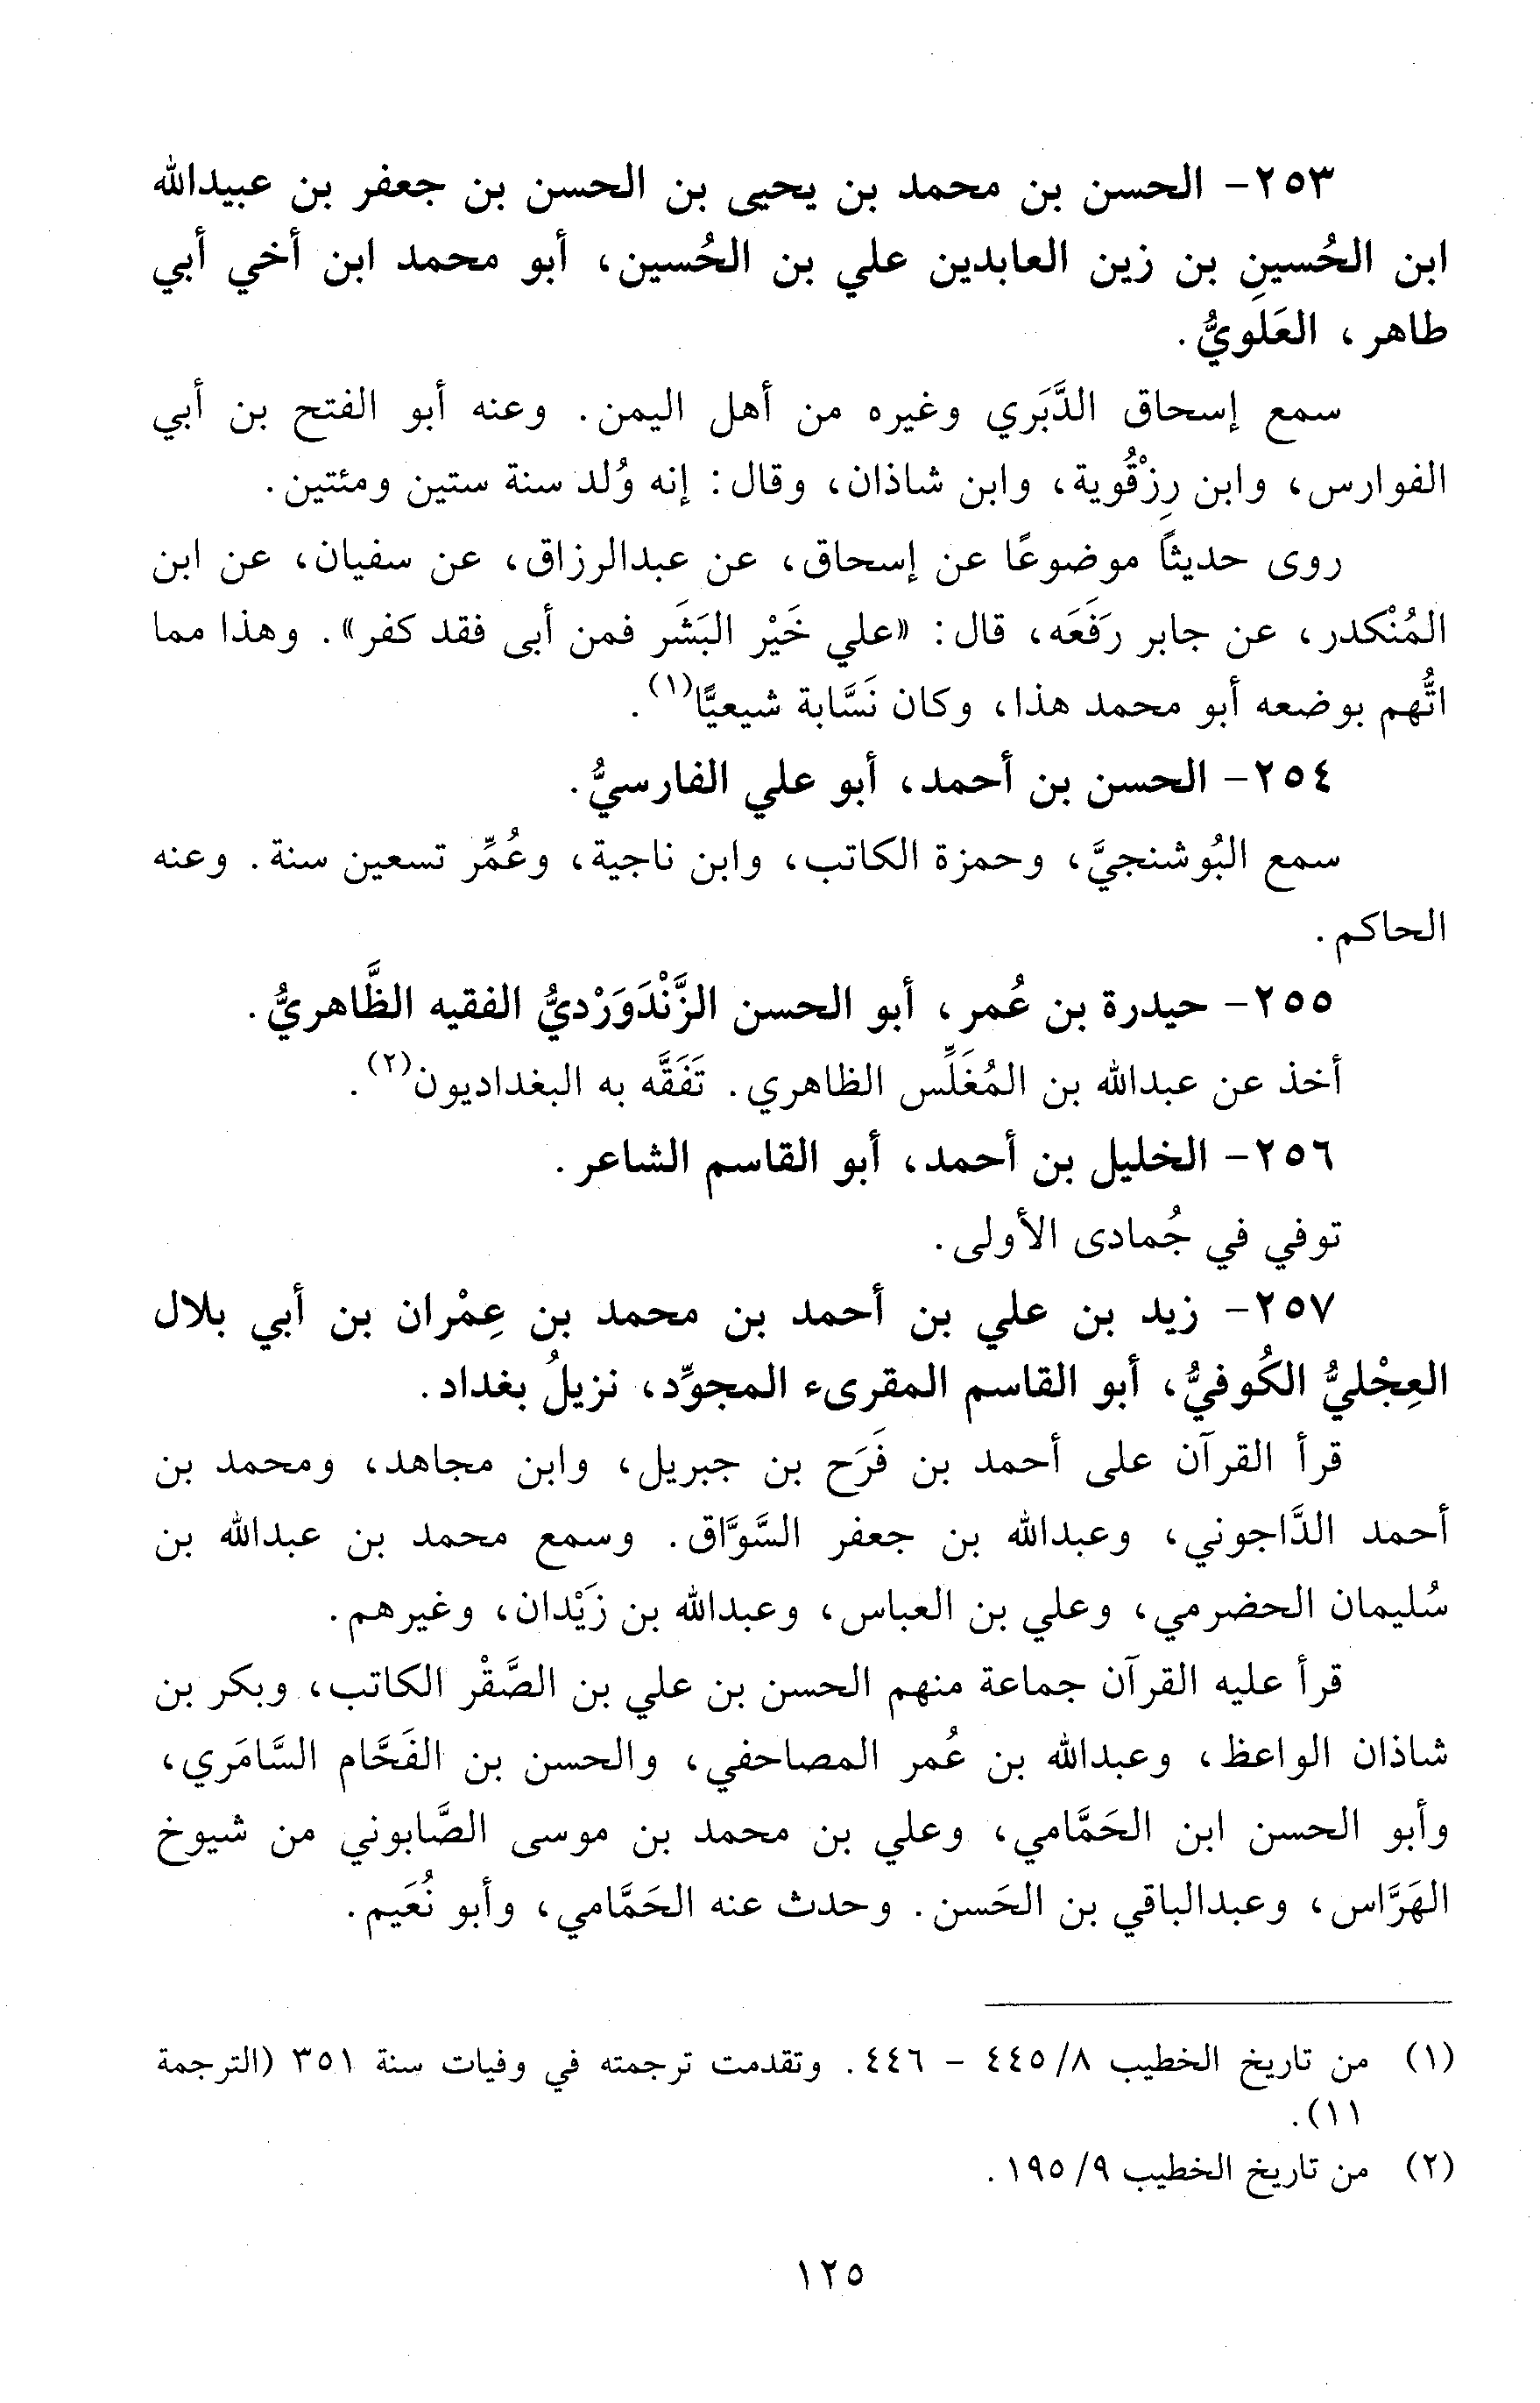 ٢٥٣- الحسن بن محمد بن يحيى بن الحسن بن جعفر بن عبيدالله
ابن الحُسينِ بن زين العابدين علي بن الحُسين، أبو محمد ابن أخي أبي
طاهر، العَلَويُّ.
سمع إسحاق الدَّبَري وغيره من أهل اليمن. وعنه أبو الفتح بن أبي
الفوارس، وابن رِزْقُوية، وابن شاذان، وقال: إنه وُلد سنة ستين ومئتين.
روى حديثًا موضوعًا عن إسحاق، عن عبدالرزاق، عن سفيان، عن ابن
المُنْكدر، عن جابر رَفَعَه، قال: «علي خَيْر البَشَر فمن أبى فقد كفر». وهذا مما
اتُّهم بوضعه أبو محمد هذا، وكان نَسَّابة شيعيًّا(١).
٢٥٤- الحسن بن أحمد، أبو علي الفارسيُّ.
سمع البُوشنجيَّ، وحمزة الكاتب، وابن ناجية، وعُمِّر تسعين سنة. وعنه
الحاكم.
٢٥٥- حيدرة بن عُمر، أبو الحسن الزَّنْدَوَرْديُّ الفقيه الظَّاهريُّ.
أخذ عن عبدالله بن المُغَلِّس الظاهري. تَفَقَّه به البغداديون(٢).
٢٥٦- الخليل بن أحمد، أبو القاسم الشاعر.
توفي في جُمادى الأولى.
٢٥٧- زيد بن علي بن أحمد بن محمد بن عِمْران بن أبي بلال
العِجْليُّ الكُوفيُّ، أبو القاسم المقرىء المجوِّد، نزيلُ بغداد.
قرأ القرآن على أحمد بن فَرَح بن جبريل، وابن مجاهد، ومحمد بن
أحمد الدَّاجوني، وعبدالله بن جعفر السَّوَّاق. وسمع محمد بن عبدالله بن
سُليمان الحضرمي، وعلي بن العباس، وعبدالله بن زَيْدان، وغيرهم.
قرأ عليه القرآن جماعة منهم الحسن بن علي بن الصَّقْر الكاتب، وبكر بن
شاذان الواعظ، وعبدالله بن عُمر المصاحفي، والحسن بن الفَحَّام السَّامَري،
وأبو الحسن ابن الحَمَّامي، وعلي بن محمد بن موسى الصَّابوني من شيوخ
الهَرَّاس، وعبدالباقي بن الحَسن. وحدث عنه الحَمَّامي، وأبو نُعَيم.
(١) من تاريخ الخطيب ٨/ ٤٤٥ - ٤٤٦. وتقدمت ترجمته في وفيات سنة ٣٥١ (الترجمة
١١).
(٢) من تاريخ الخطيب ٩/ ١٩٥.
١٢٥